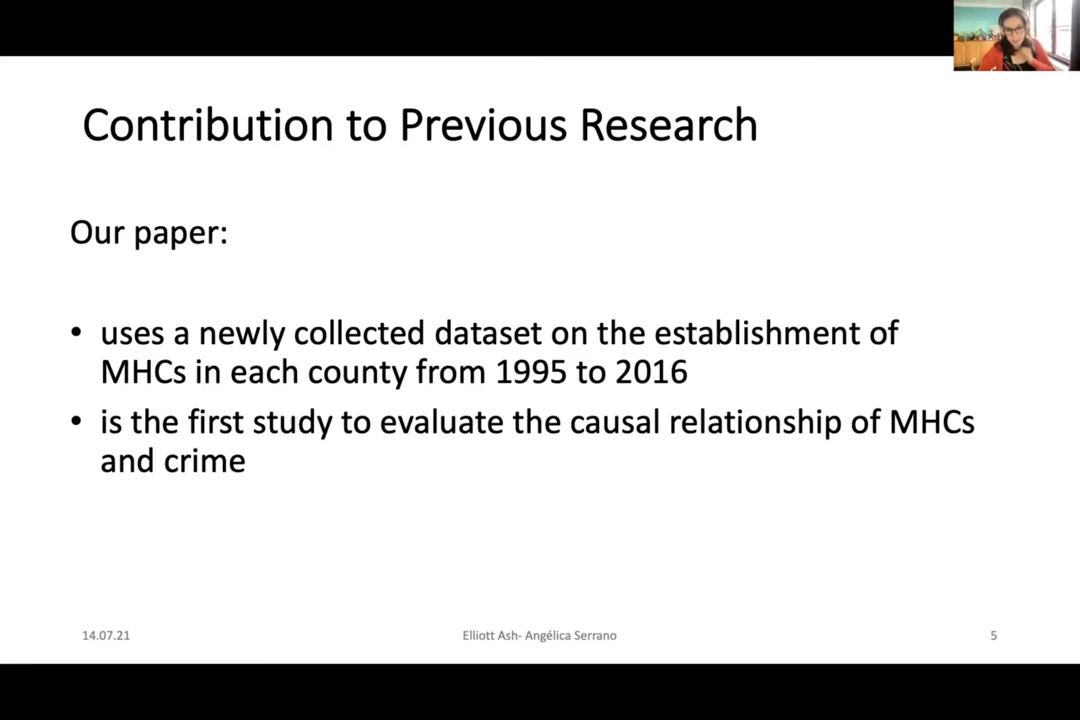 Contribution to Previous Research
Our paper:
• uses a newly collected dataset on the establishment of
MHCs in each county from 1995 to 2016
• is the first study to evaluate the causal relationship of MHCs
and crime
14.07.21
Elliott Ash- Angélica Serrano
5